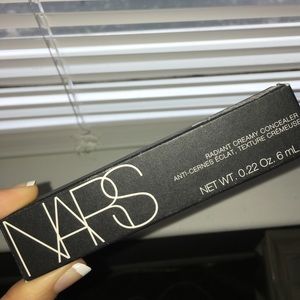 NARS
RADIANT CREAMY CONCEALER
ANTI-CERNES ÉCLAT, TEXTURE CRÉMEUSE
NET WT. 0.22 Oz. 6 mL